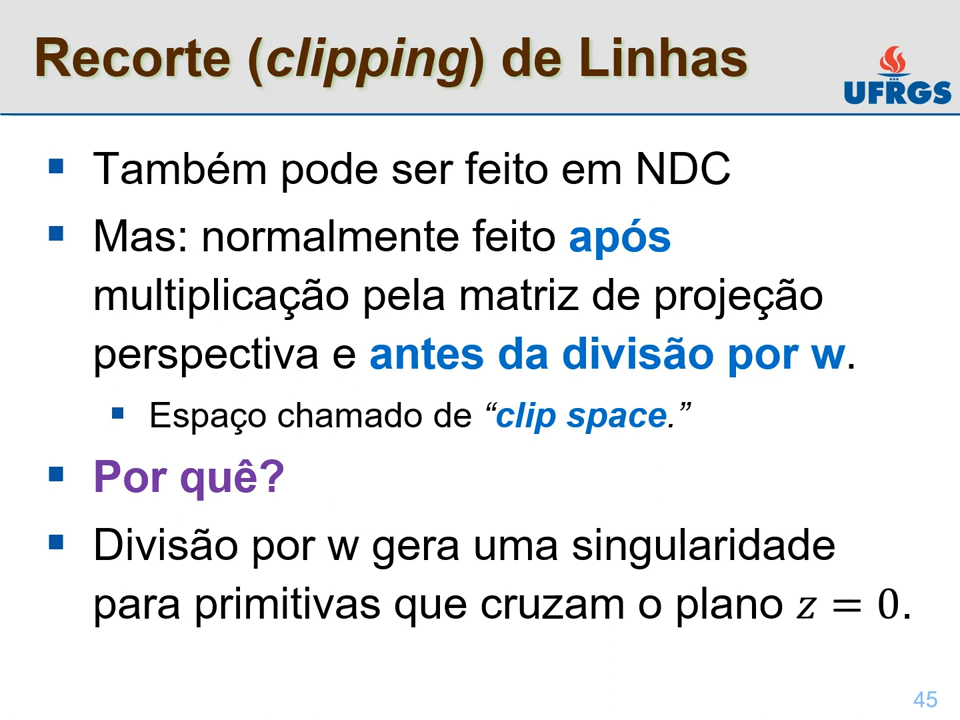 Recorte (clipping) de Linhas
UFRGS
▪ Também pode ser feito em NDC
▪ Mas: normalmente feito após
multiplicação pela matriz de projeção
perspectiva e antes da divisão por w.
▪ Espaço chamado de “clip space.”
▪ Por quê?
▪ Divisão por w gera uma singularidade
para primitivas que cruzam o plano z = 0.
45